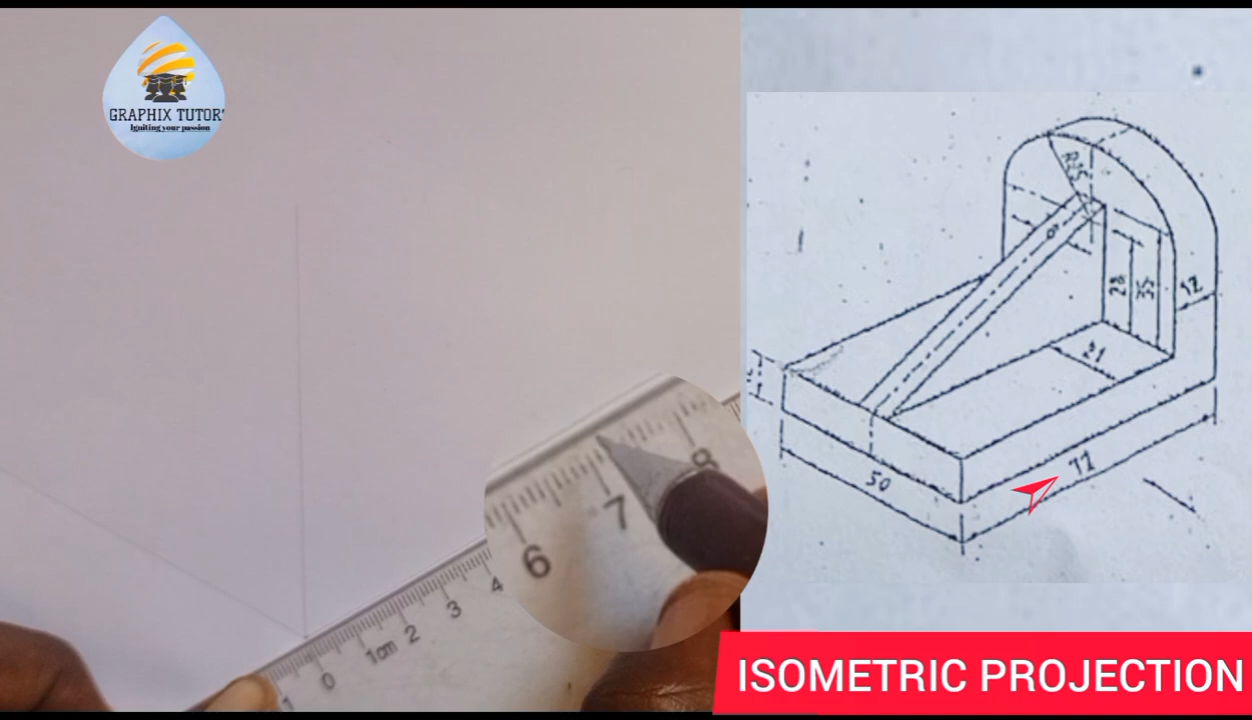 GRAPHIX TUTOR'
Igniting your passion
R25
28
35
12
21
50
72
1
0
1cm
2
3
4
6
7
8
ISOMETRIC PROJECTION